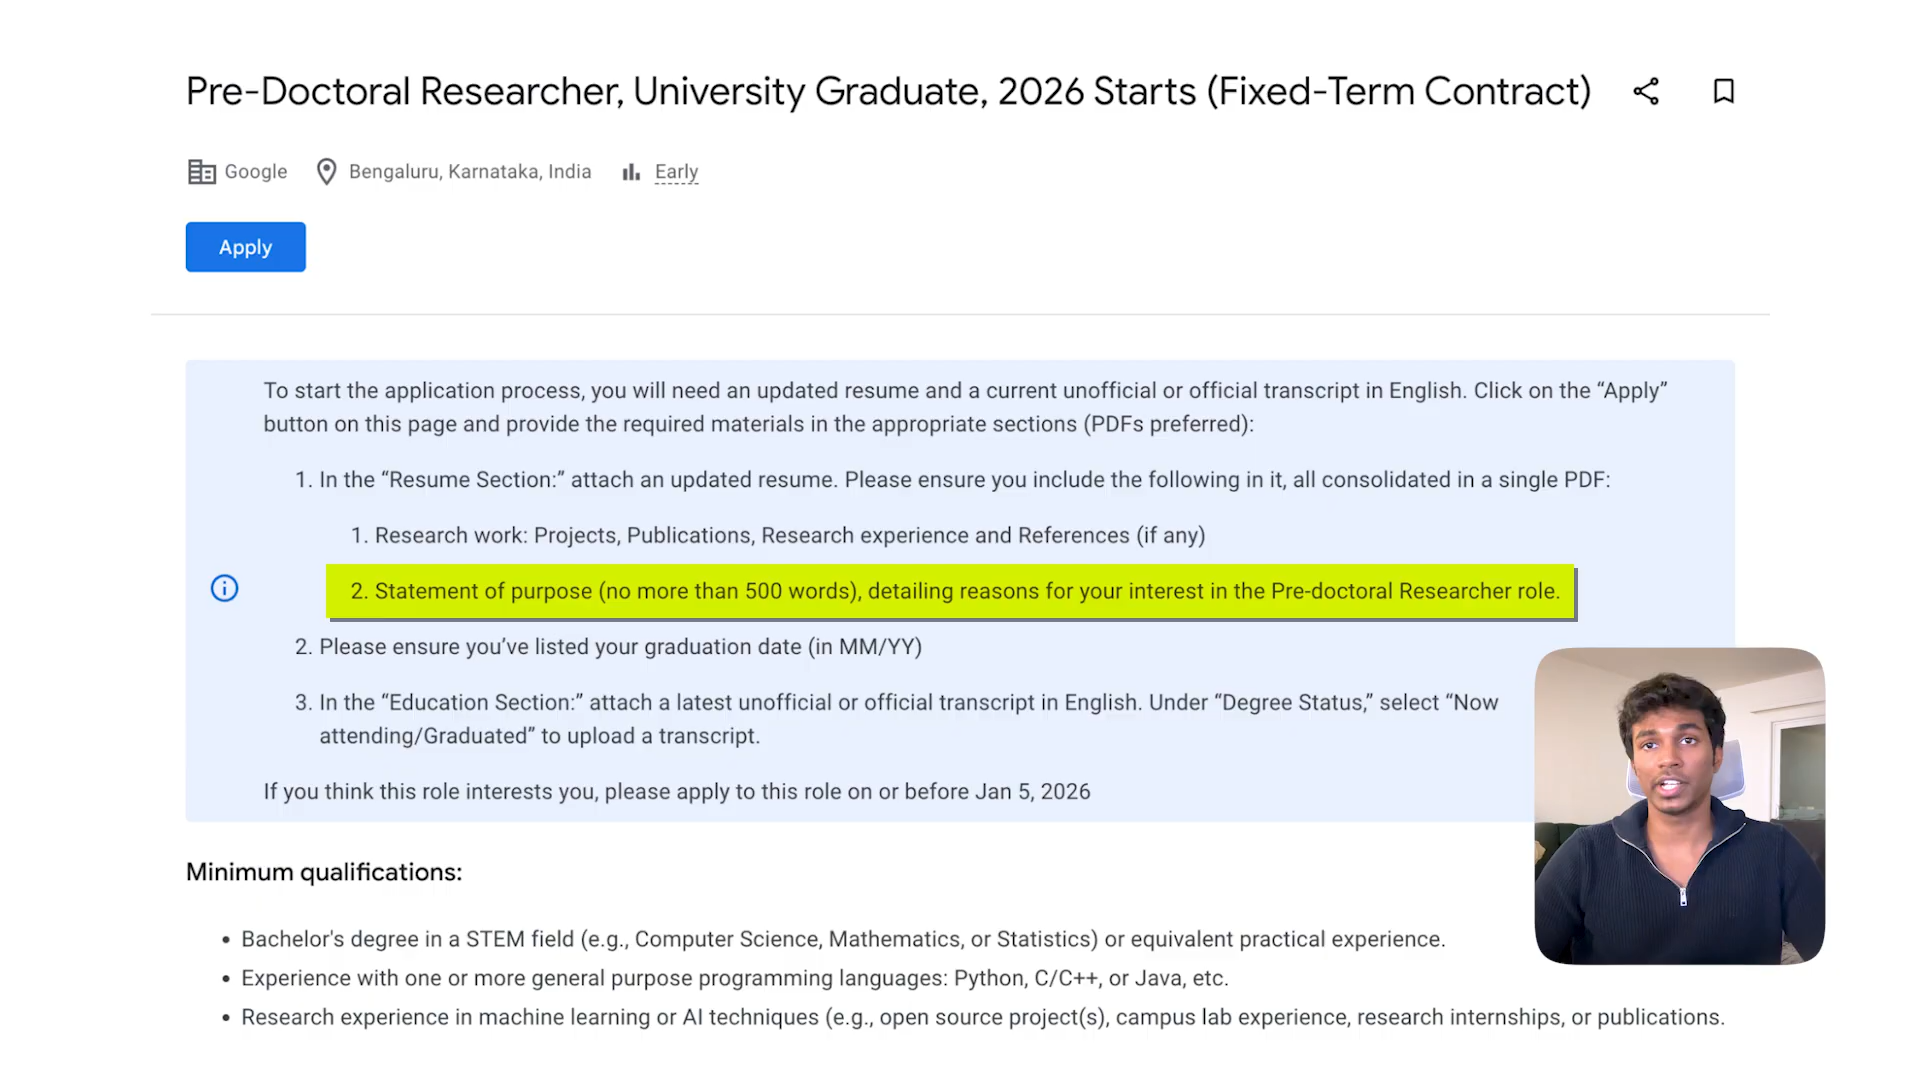 Pre-Doctoral Researcher, University Graduate, 2026 Starts (Fixed-Term Contract)
Google Bengaluru, Karnataka, India Early
Apply
To start the application process, you will need an updated resume and a current unofficial or official transcript in English. Click on the “Apply”
button on this page and provide the required materials in the appropriate sections (PDFs preferred):
1. In the “Resume Section:” attach an updated resume. Please ensure you include the following in it, all consolidated in a single PDF:
1. Research work: Projects, Publications, Research experience and References (if any)
2. Statement of purpose (no more than 500 words), detailing reasons for your interest in the Pre-doctoral Researcher role.
2. Please ensure you’ve listed your graduation date (in MM/YY)
3. In the “Education Section:” attach a latest unofficial or official transcript in English. Under “Degree Status,” select “Now
attending/Graduated” to upload a transcript.
If you think this role interests you, please apply to this role on or before Jan 5, 2026
Minimum qualifications:
• Bachelor's degree in a STEM field (e.g., Computer Science, Mathematics, or Statistics) or equivalent practical experience.
• Experience with one or more general purpose programming languages: Python, C/C++, or Java, etc.
• Research experience in machine learning or AI techniques (e.g., open source project(s), campus lab experience, research internships, or publications.